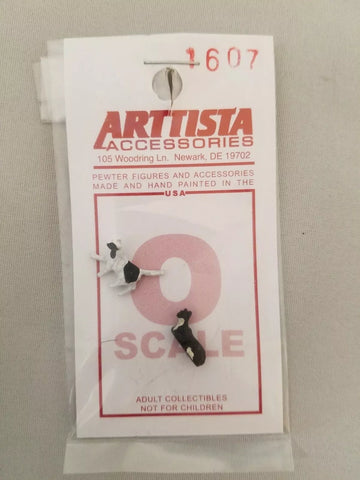 1607
ARTTISTA
ACCESSORIES
105 Woodring Ln. Newark, DE 19702
PEWTER FIGURES AND ACCESSORIES
MADE AND HAND PAINTED IN THE
USA
O
SCALE
ADULT COLLECTIBLES
NOT FOR CHILDREN